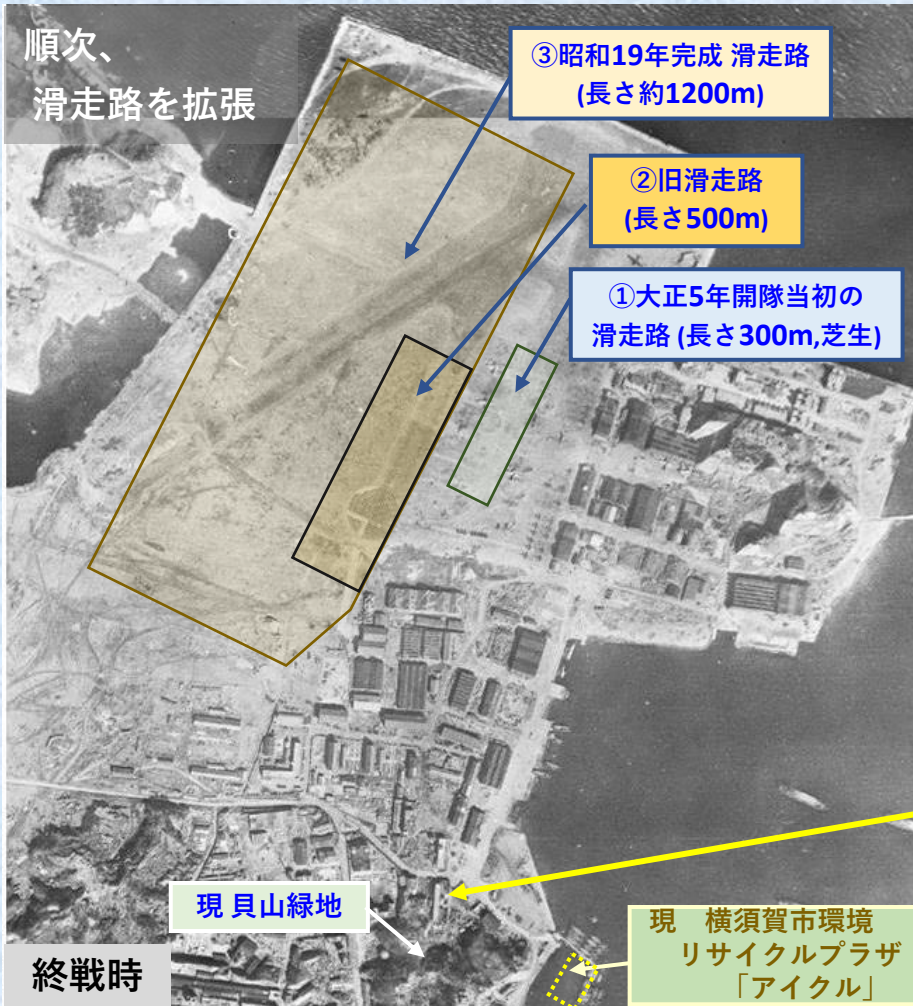 順次、
滑走路を拡張
③昭和19年完成 滑走路
(長さ約1200m)
②旧滑走路
(長さ500m)
①大正5年開隊当初の
滑走路 (長さ300m,芝生)
現 貝山緑地
現　横須賀市環境
リサイクルプラザ
「アイクル」
終戦時